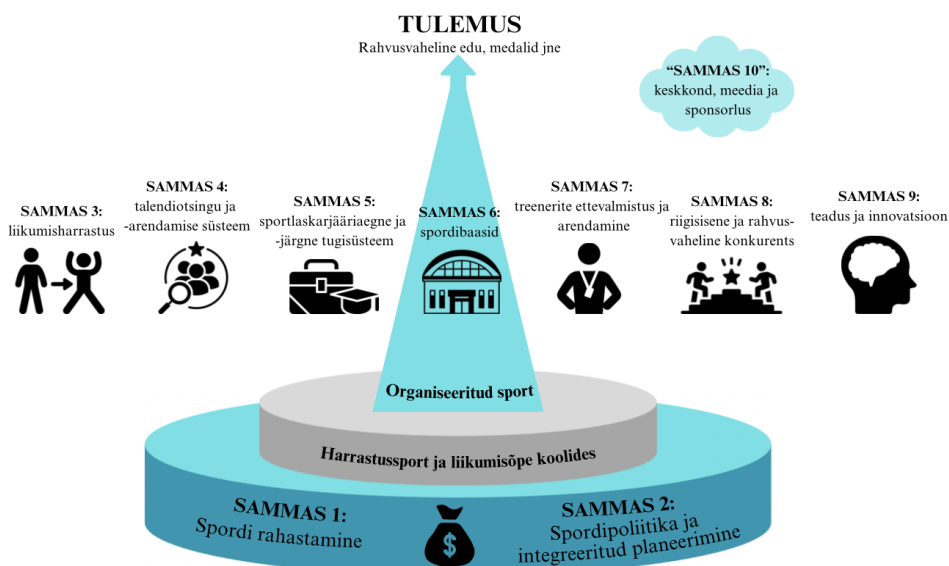 TULEMUS
Rahvusvaheline edu, medalid jne
“SAMMAS 10”:
keskkond, meedia ja
sponsorlus
SAMMAS 3:
liikumisharrastus
SAMMAS 4:
talendiotsingu ja
-arendamise süsteem
SAMMAS 5:
sportlaskarjääriaegne ja
-järgne tugisüsteem
SAMMAS 6:
spordibaasid
SAMMAS 7:
treenerite ettevalmistus ja
arendamine
SAMMAS 8:
riigisisene ja rahvus-
vaheline konkurents
SAMMAS 9:
teadus ja innovatsioon
Organiseeritud sport
Harrastussport ja liikumisõpe koolides
SAMMAS 1:
Spordi rahastamine
$
SAMMAS 2:
Spordipoliitika ja
integreeritud planeerimine